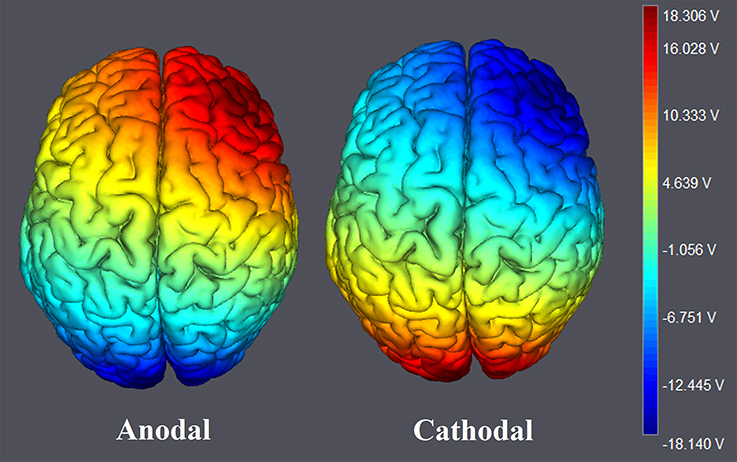 18.306 V
16.028 V
10.333 V
4.639 V
-1.056 V
-6.751 V
-12.445 V
-18.140 V
Anodal
Cathodal